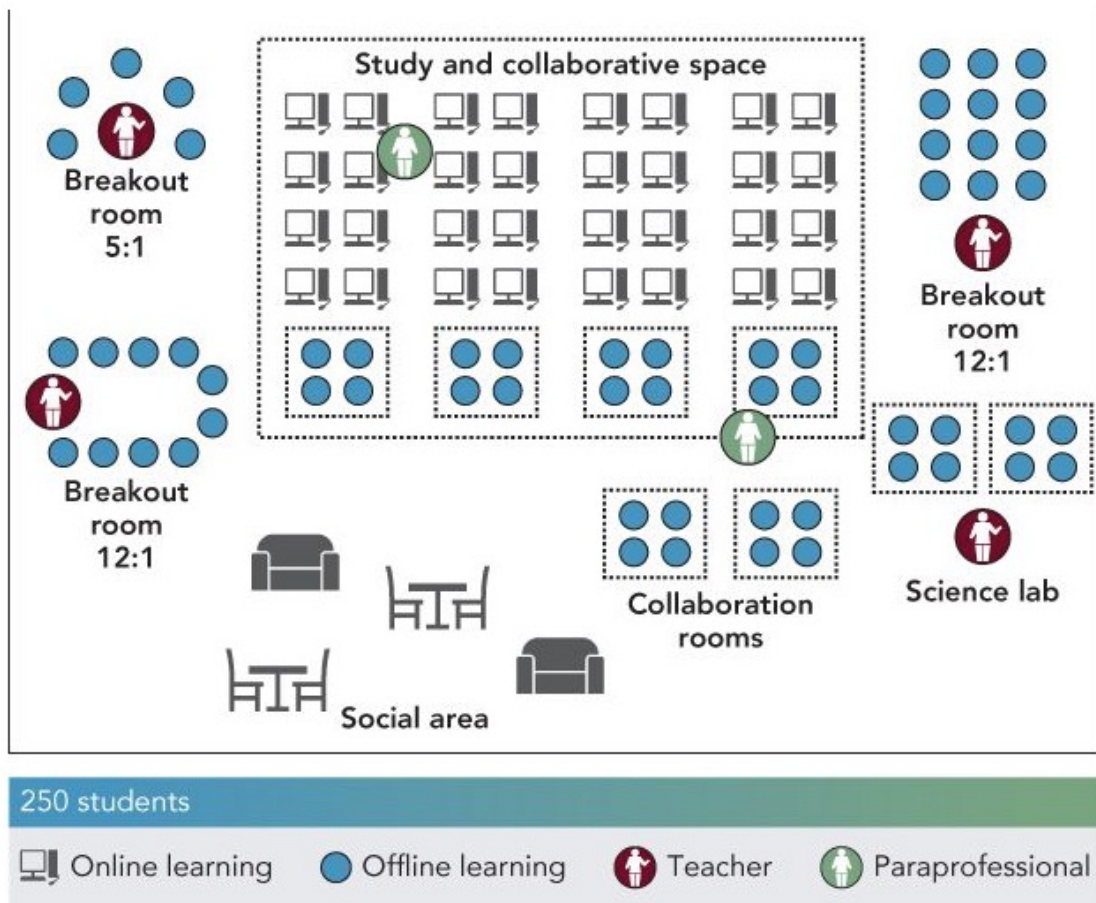 Study and collaborative space
Breakout
room
5:1
Breakout
room
12:1
Breakout
room
12:1
Science lab
Collaboration
rooms
Social area
250 students
Online learning
Offline learning
Teacher
Paraprofessional